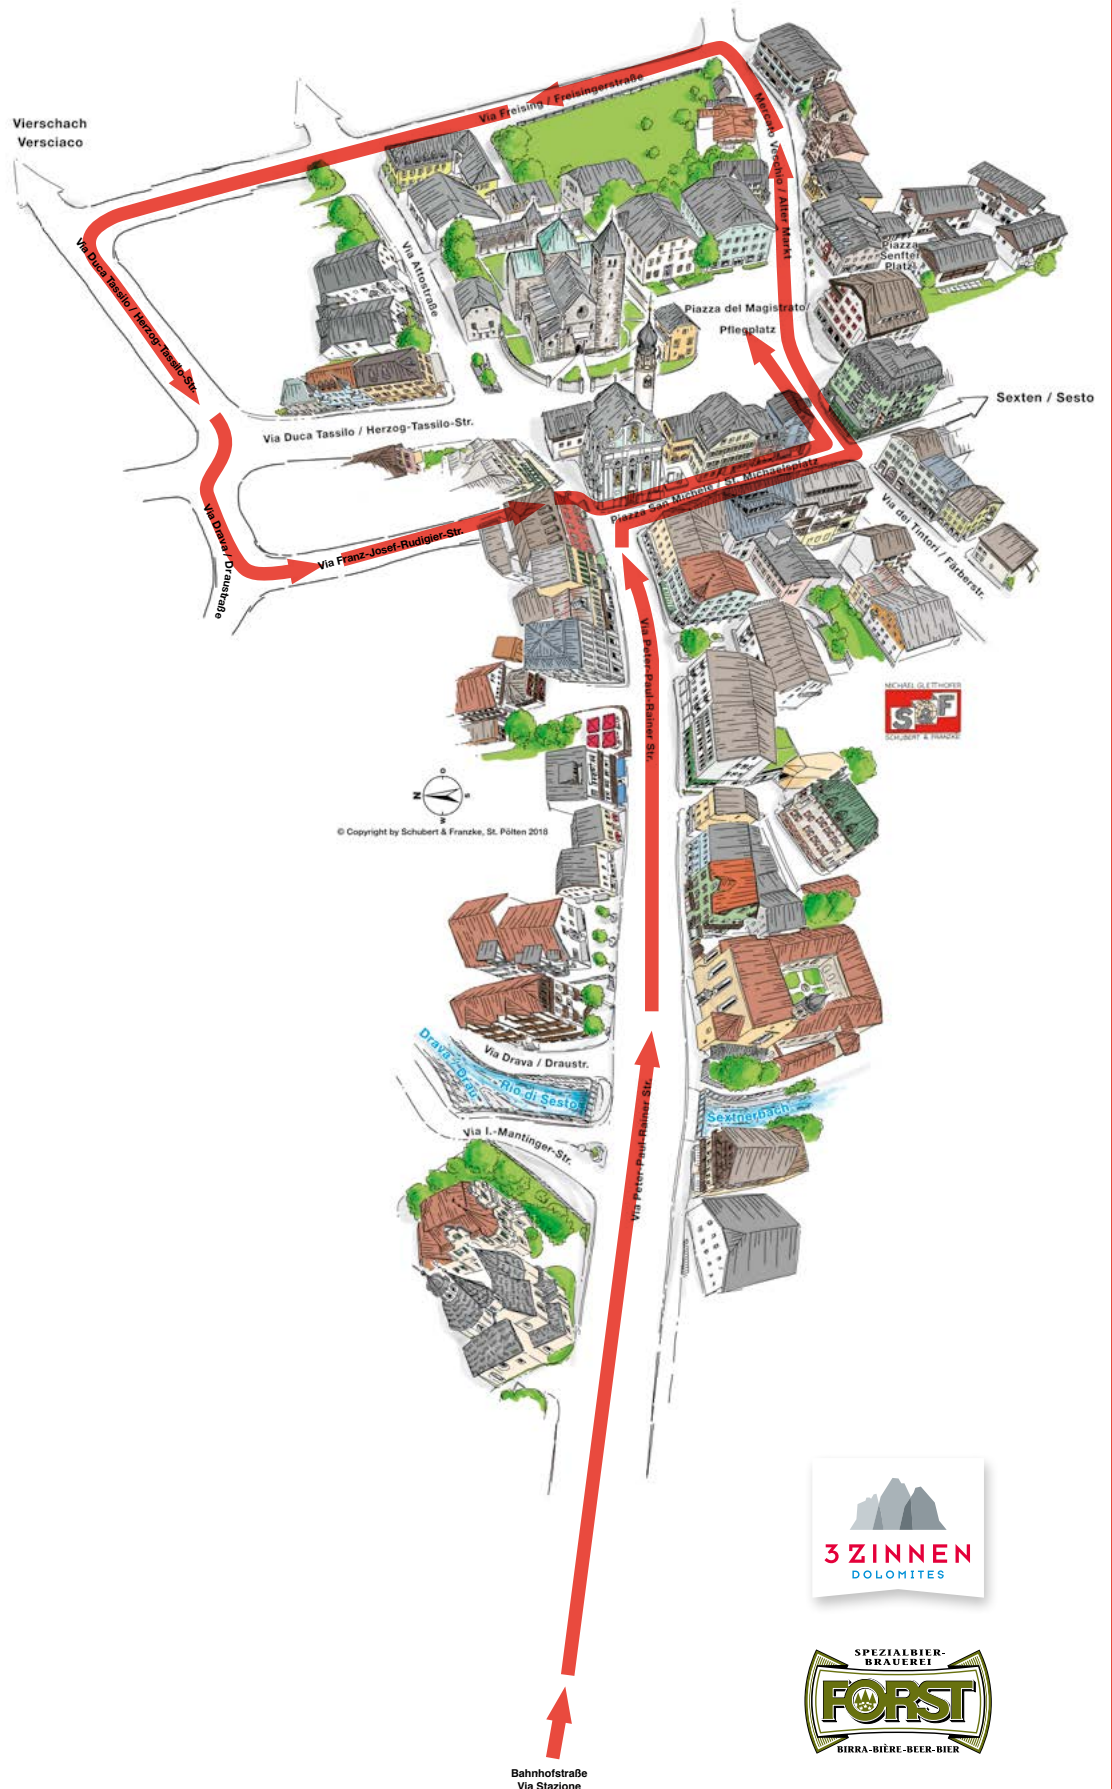 Via Freising / Freisingerstraße
Vierschach
Versciaco
Mercato Vecchio / Alter Markt
Via Duca Tassilo / Herzog-Tassilo-Str.
Via Attostraße
Piazza
Senfter
Platzl
Piazza del Magistrato/
Pflegplatz
Sexten / Sesto
Via Duca Tassilo / Herzog-Tassilo-Str.
Piazza San Michele / St. Michaelsplatz
Via dei Tintori / Färberstr.
Via Drava / Draustraße
Via Franz-Josef-Rudigier-Str.
Via Peter-Paul-Rainer Str.
MICHAEL GLETTHOFER
S&F
SCHUBERT & FRANZKE
O
N
S
W
© Copyright by Schubert & Franzke, St. Pölten 2018
Drava / Drau
Via Drava / Draustr.
Rio di Sesto
Sextnerbach
Via I.-Mantinger-Str.
Via Peter-Paul-Rainer Str.
3 ZINNEN
DOLOMITES
SPEZIALBIER-
BRAUEREI
FORST
BIRRA-BIÈRE-BEER-BIER
Bahnhofstraße
Via Stazione